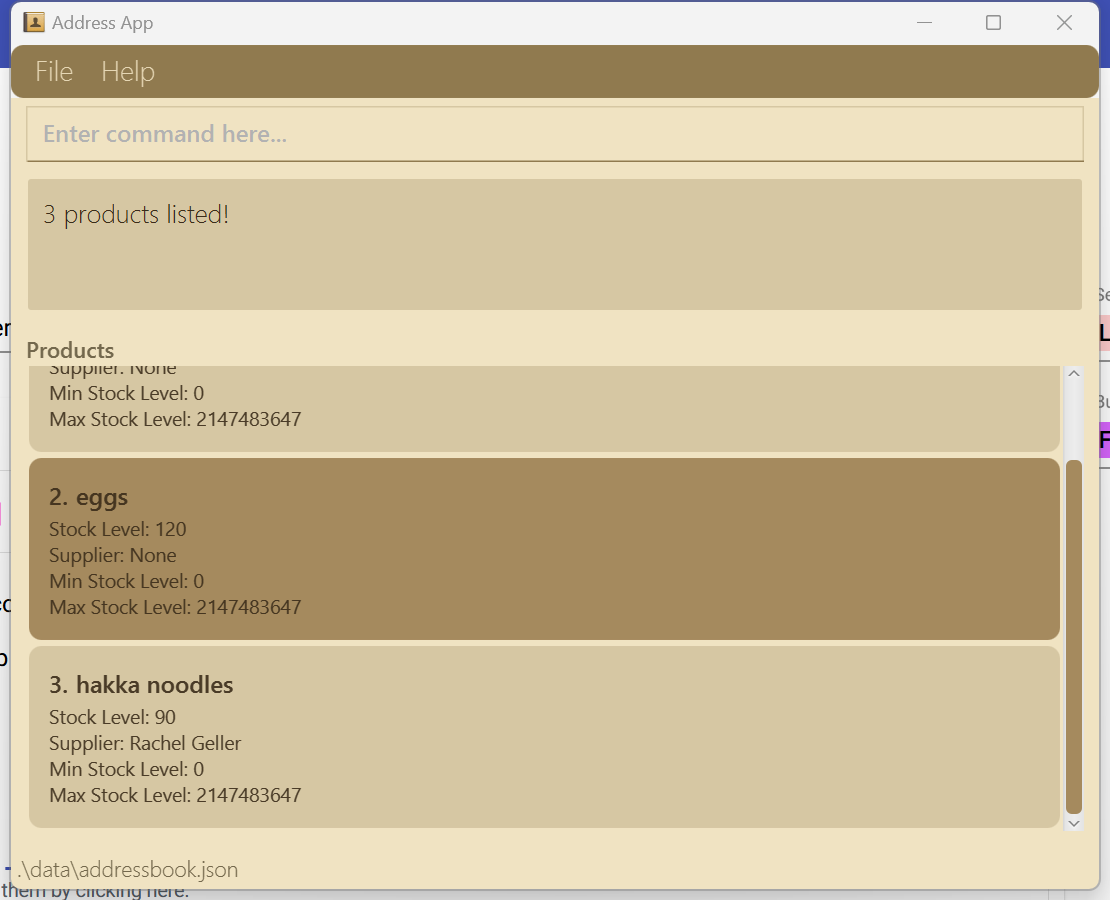 Address App
File Help
Enter command here...
3 products listed!
Products
Supplier: None
Min Stock Level: 0
Max Stock Level: 2147483647
2. eggs
Stock Level: 120
Supplier: None
Min Stock Level: 0
Max Stock Level: 2147483647
3. hakka noodles
Stock Level: 90
Supplier: Rachel Geller
Min Stock Level: 0
Max Stock Level: 2147483647
.\data\addressbook.json
them by clicking here.